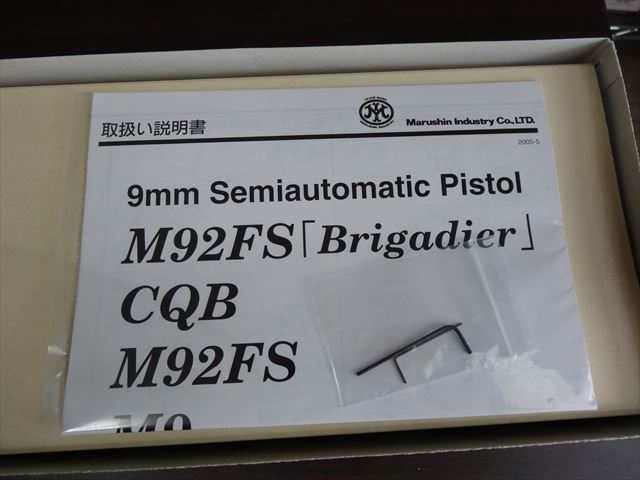 取扱い説明書
Marushin Industry Co.,LTD.
2005-5
9mm Semiautomatic Pistol
M92FS「Brigadier」
CQB
M92FS
M9